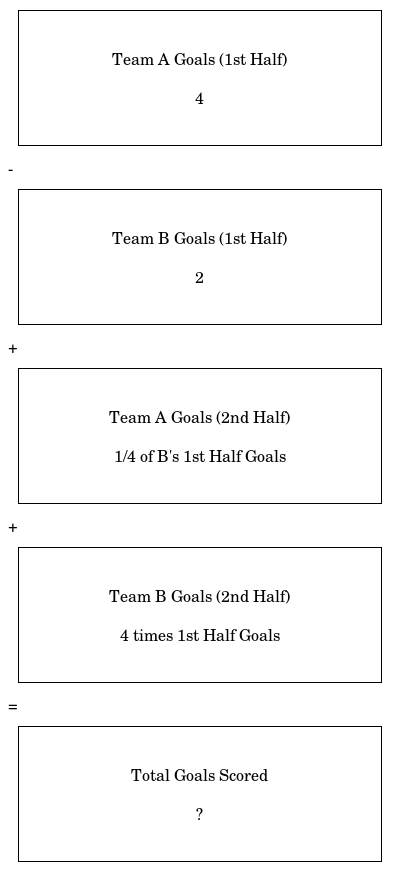 Team A Goals (1st Half)
4
-
Team B Goals (1st Half)
2
+
Team A Goals (2nd Half)
1/4 of B's 1st Half Goals
+
Team B Goals (2nd Half)
4 times 1st Half Goals
=
Total Goals Scored
?